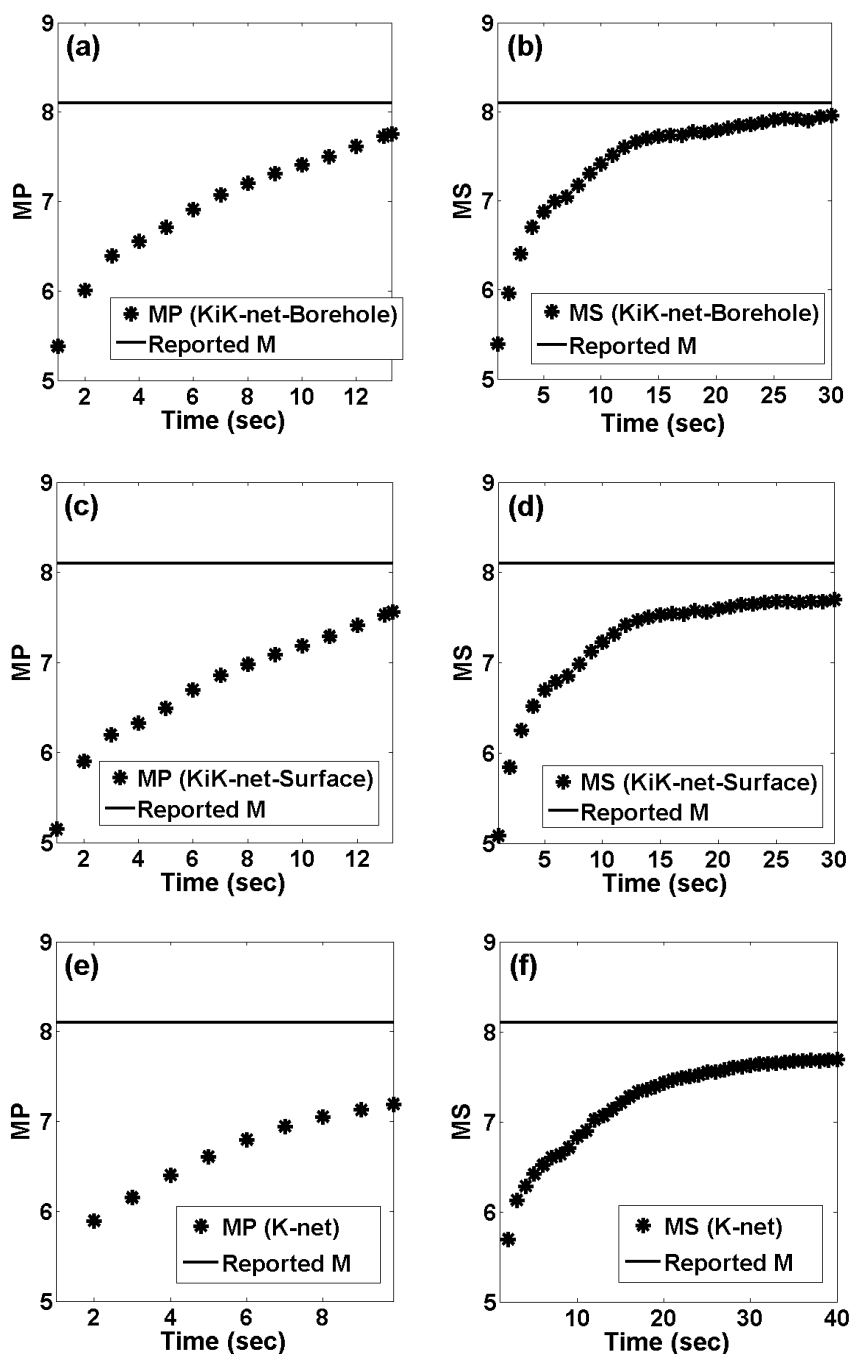 (a)
9
8
7
6
5
MP
MP (KiK-net-Borehole)
Reported M
2 4 6 8 10 12
Time (sec)
(b)
9
8
7
6
5
MS
MS (KiK-net-Borehole)
Reported M
5 10 15 20 25 30
Time (sec)
(c)
9
8
7
6
5
MP
MP (KiK-net-Surface)
Reported M
2 4 6 8 10 12
Time (sec)
(d)
9
8
7
6
5
MS
MS (KiK-net-Surface)
Reported M
5 10 15 20 25 30
Time (sec)
(e)
9
8
7
6
5
MP
MP (K-net)
Reported M
2 4 6 8
Time (sec)
(f)
9
8
7
6
5
MS
MS (K-net)
Reported M
10 20 30 40
Time (sec)